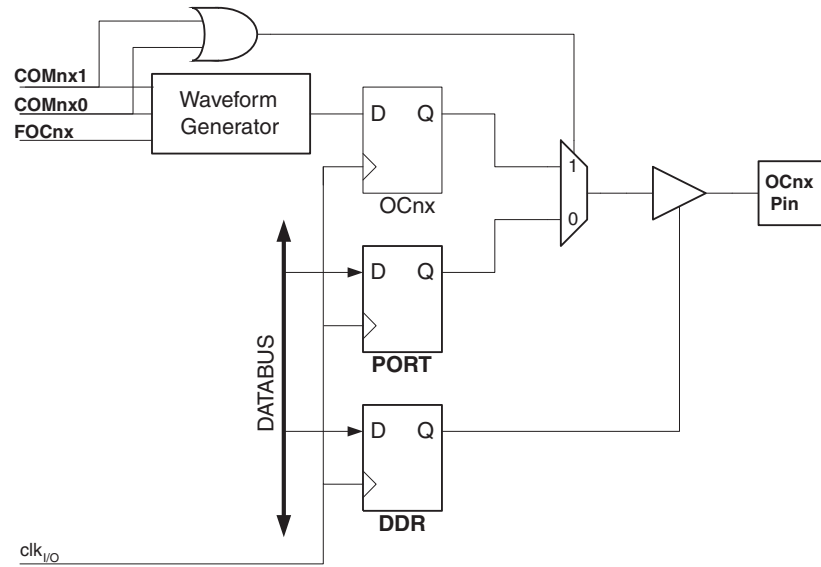 COMnx1
COMnx0
FOCnx
Waveform
Generator
D Q
OCnx
1
0
OCnx
Pin
D Q
PORT
DATABUS
D Q
DDR
clkI/O